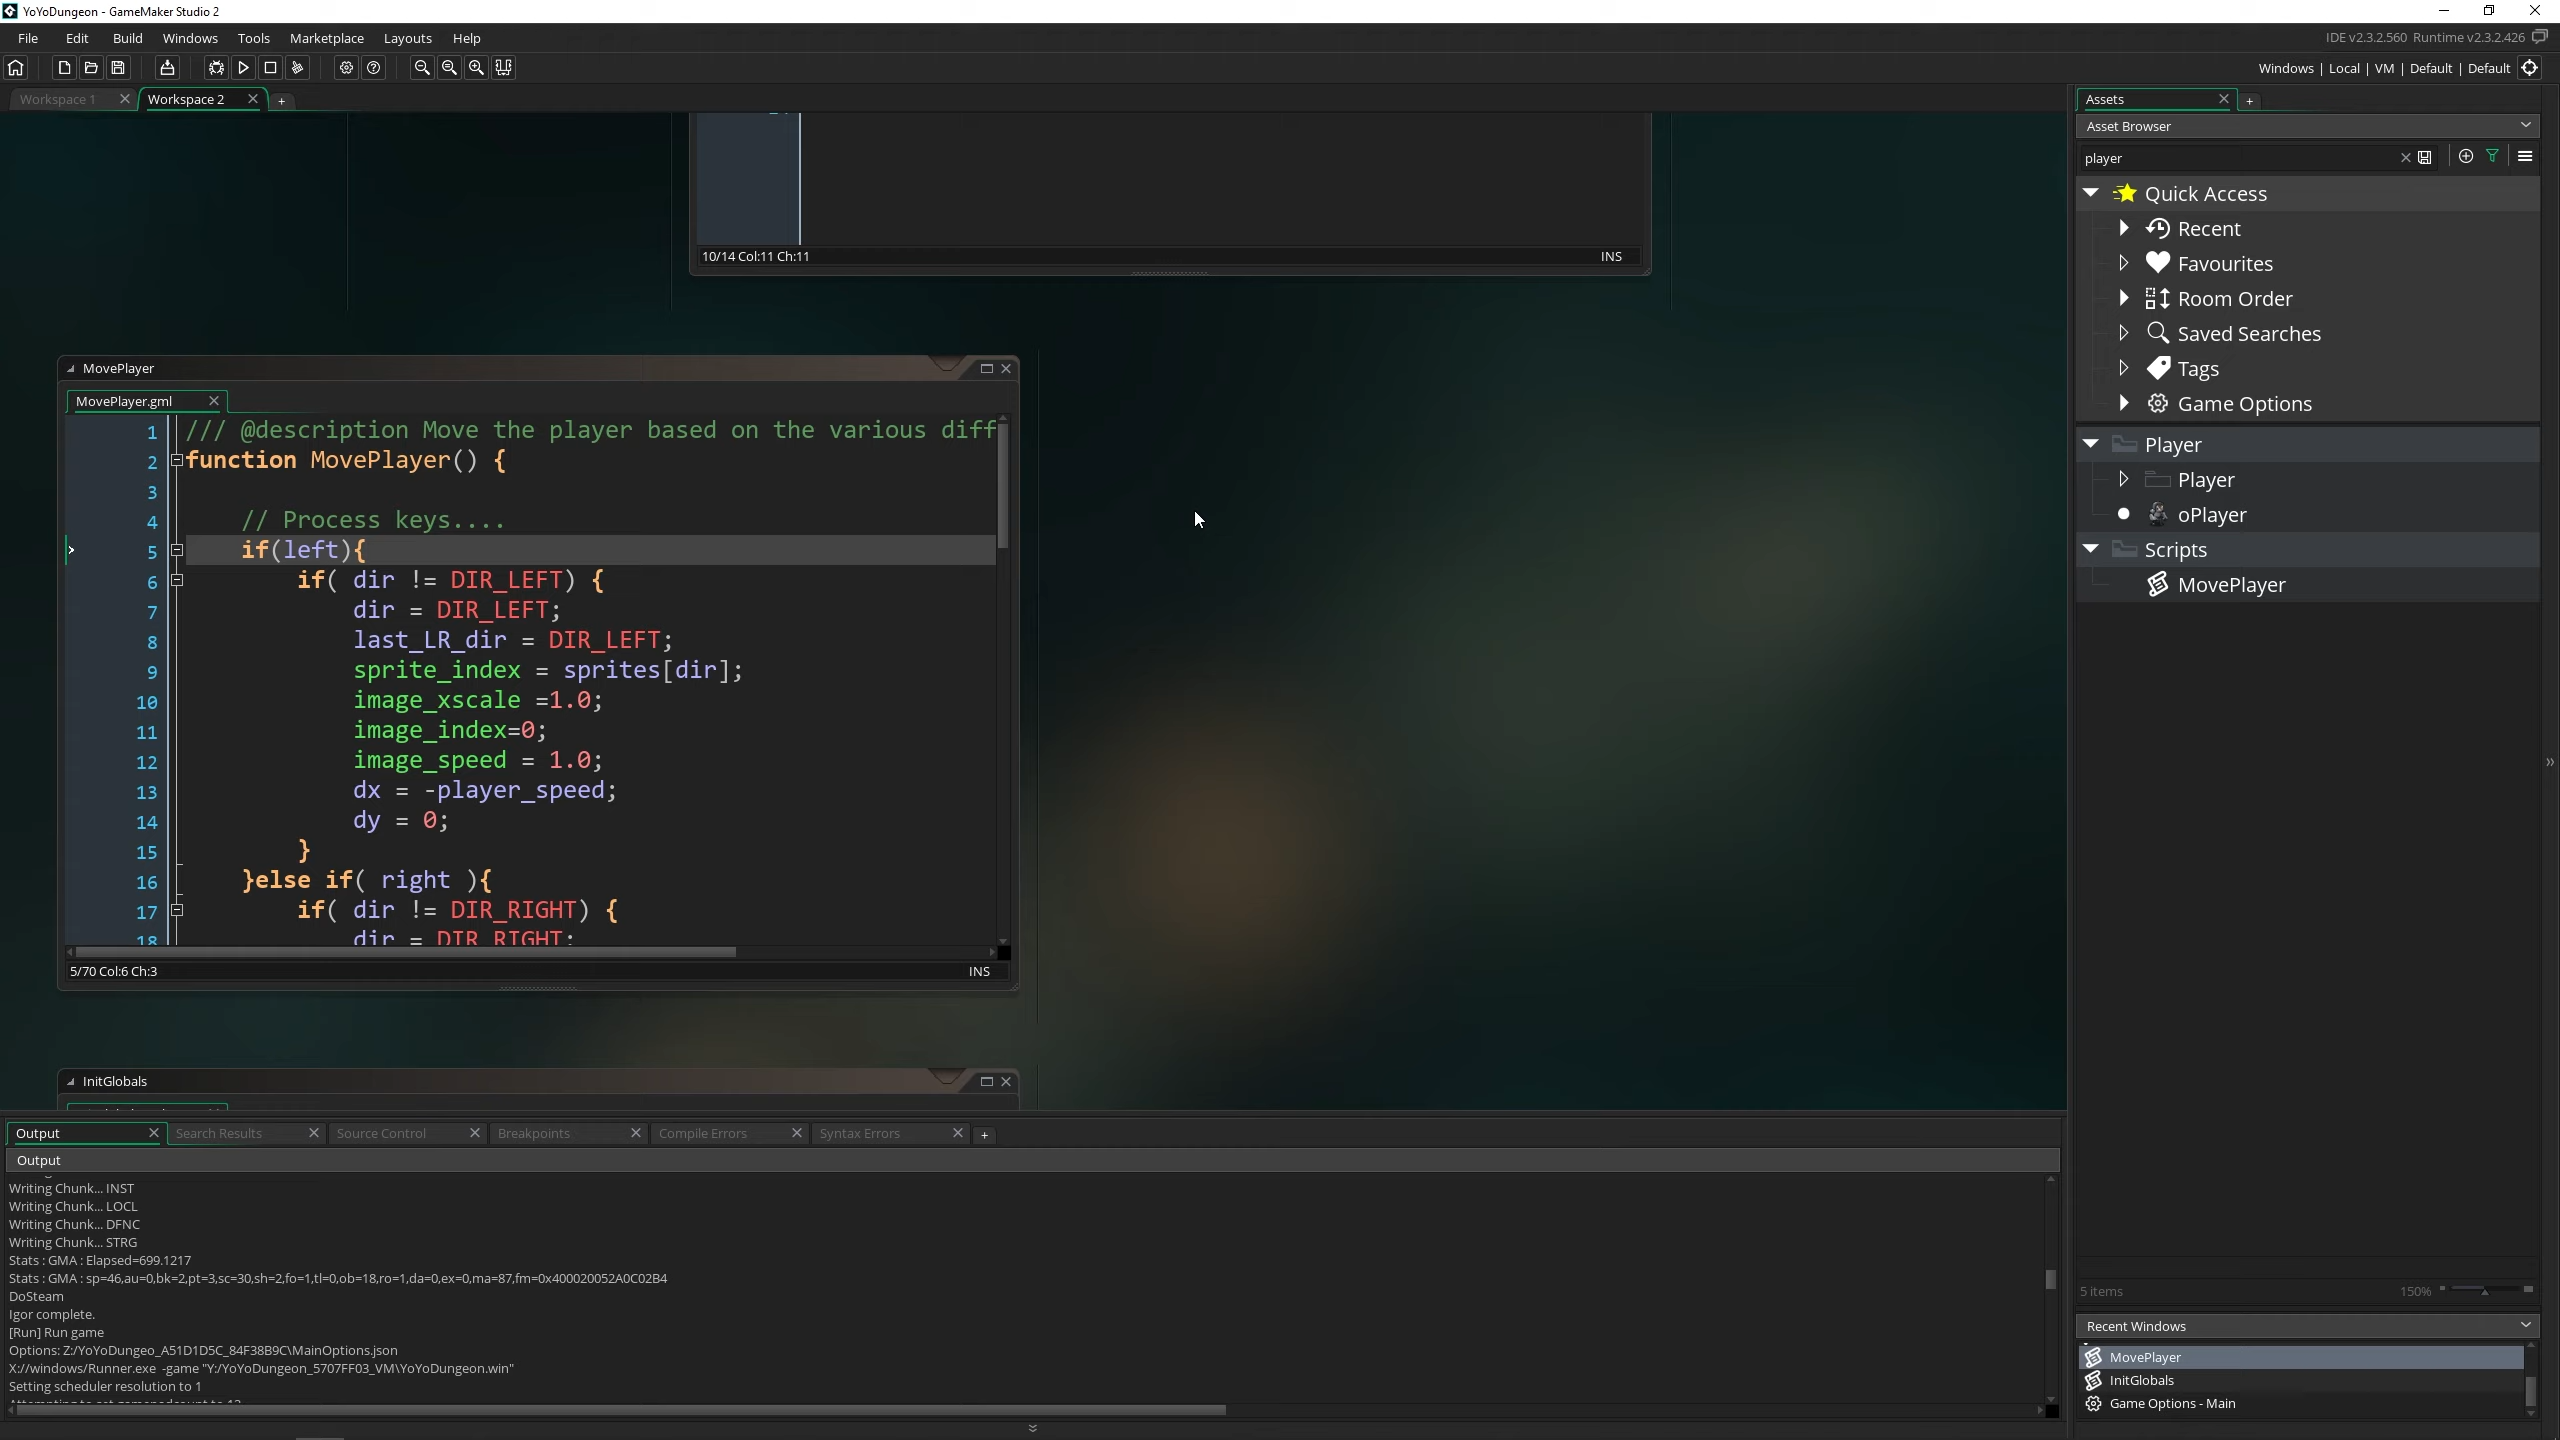 YoYoDungeon - GameMaker Studio 2
File Edit Build Windows Tools Marketplace Layouts Help
IDE v2.3.2.560 Runtime v2.3.2.426
Windows | Local | VM | Default | Default
Workspace 1
Workspace 2
10/14 Col:11 Ch:11
INS
MovePlayer
MovePlayer.gml
1 /// @description Move the player based on the various diff
2 function MovePlayer() {
3
4 // Process keys....
5 if(left){
6 if( dir != DIR_LEFT) {
7 dir = DIR_LEFT;
8 last_LR_dir = DIR_LEFT;
9 sprite_index = sprites[dir];
10 image_xscale =1.0;
11 image_index=0;
12 image_speed = 1.0;
13 dx = -player_speed;
14 dy = 0;
15 }
16 }else if( right ){
17 if( dir != DIR_RIGHT) {
18 dir = DIR_RIGHT;
5/70 Col:6 Ch:3
INS
InitGlobals
Output
Search Results
Source Control
Breakpoints
Compile Errors
Syntax Errors
Output
Writing Chunk... INST
Writing Chunk... LOCL
Writing Chunk... DFNC
Writing Chunk... STRG
Stats : GMA : Elapsed=699.1217
Stats : GMA : sp=46,au=0,bk=2,pt=3,sc=30,sh=2,fo=1,tl=0,ob=18,ro=1,da=0,ex=0,ma=87,fm=0x400020052A0C02B4
DoSteam
Igor complete.
[Run] Run game
Options: Z:/YoYoDungeo_A51D1D5C_84F38B9C\MainOptions.json
X://windows/Runner.exe -game "Y:/YoYoDungeon_5707FF03_VM\YoYoDungeon.win"
Setting scheduler resolution to 1
Assets
Asset Browser
player
Quick Access
Recent
Favourites
Room Order
Saved Searches
Tags
Game Options
Player
Player
oPlayer
Scripts
MovePlayer
5 items
150%
Recent Windows
MovePlayer
InitGlobals
Game Options - Main